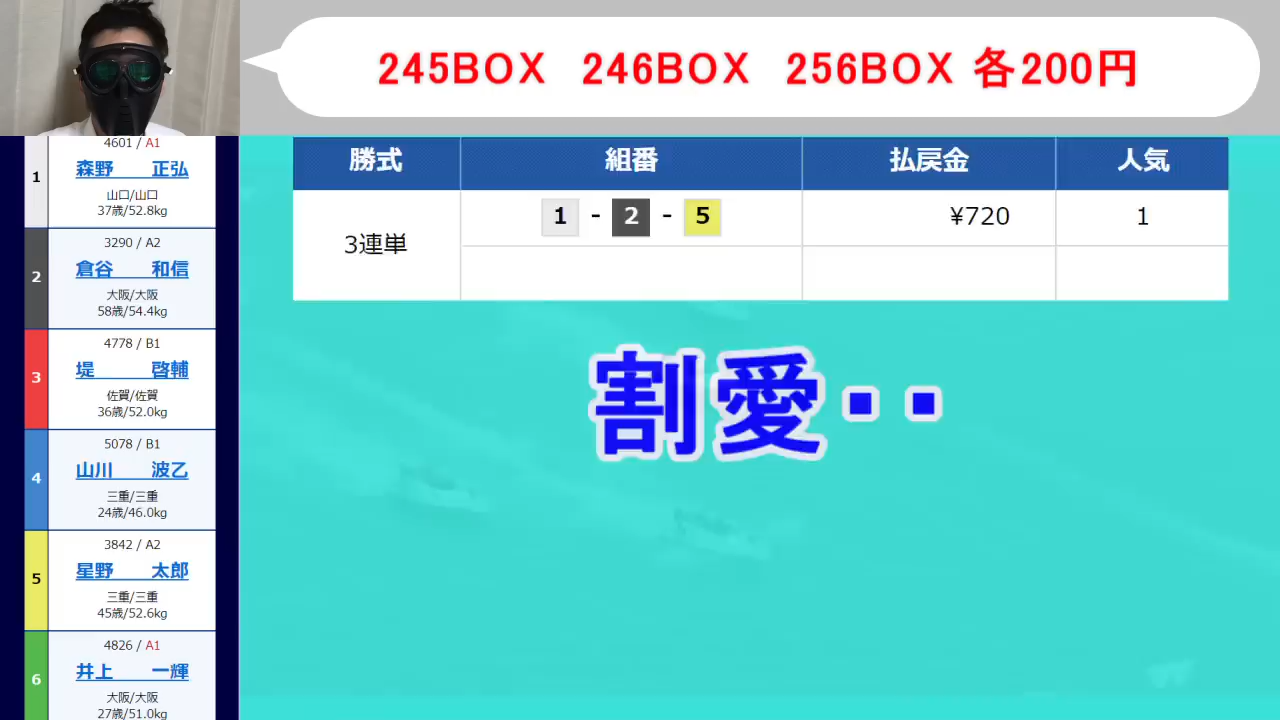 245BOX 246BOX 256BOX 各200円
勝式 組番 払戻金 人気
3連単 1 - 2 - 5 ¥720 1
割愛・・
1
4601 / A1
森野 正弘
山口/山口
37歳/52.8kg
2
3290 / A2
倉谷 和信
大阪/大阪
58歳/54.4kg
3
4778 / B1
堤 啓輔
佐賀/佐賀
36歳/52.0kg
4
5078 / B1
山川 波乙
三重/三重
24歳/46.0kg
5
3842 / A2
星野 太郎
三重/三重
45歳/52.6kg
6
4826 / A1
井上 一輝
大阪/大阪
27歳/51.0kg